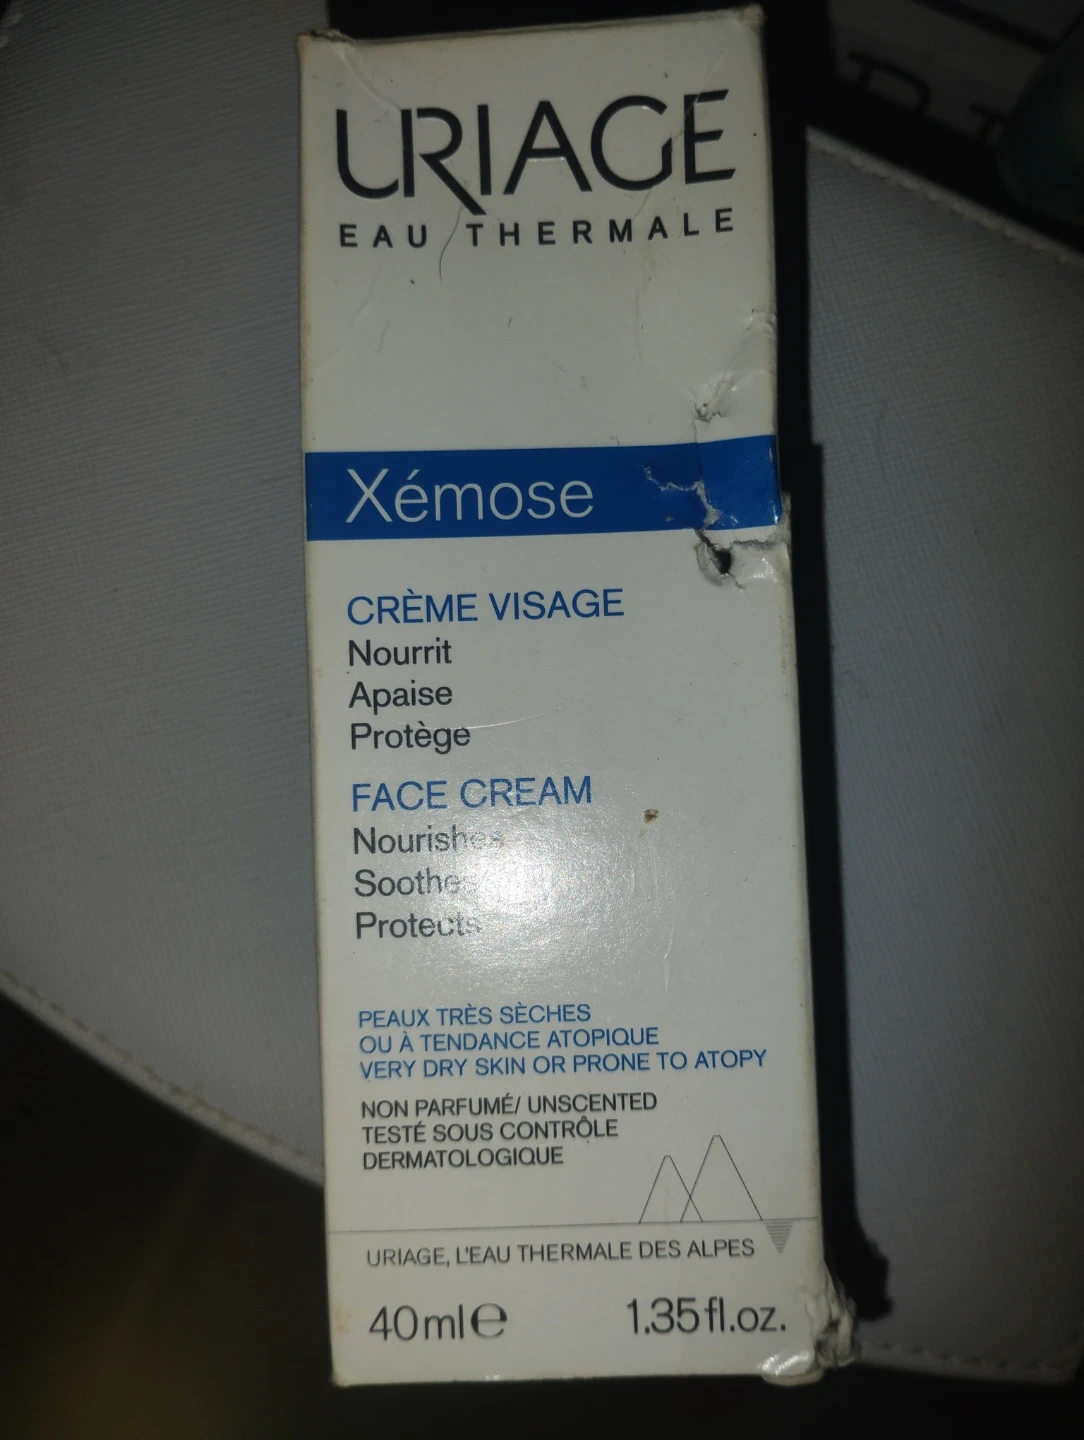 URIAGE
EAU THERMALE
Xémose
CRÈME VISAGE
Nourrit
Apaise
Protège
FACE CREAM
Nourishes
Soothes
Protects
PEAUX TRÈS SÈCHES
OU À TENDANCE ATOPIQUE
VERY DRY SKIN OR PRONE TO ATOPY
NON PARFUMÉ/ UNSCENTED
TESTÉ SOUS CONTRÔLE
DERMATOLOGIQUE
URIAGE, L'EAU THERMALE DES ALPES
40ml℮ 1.35fl.oz.